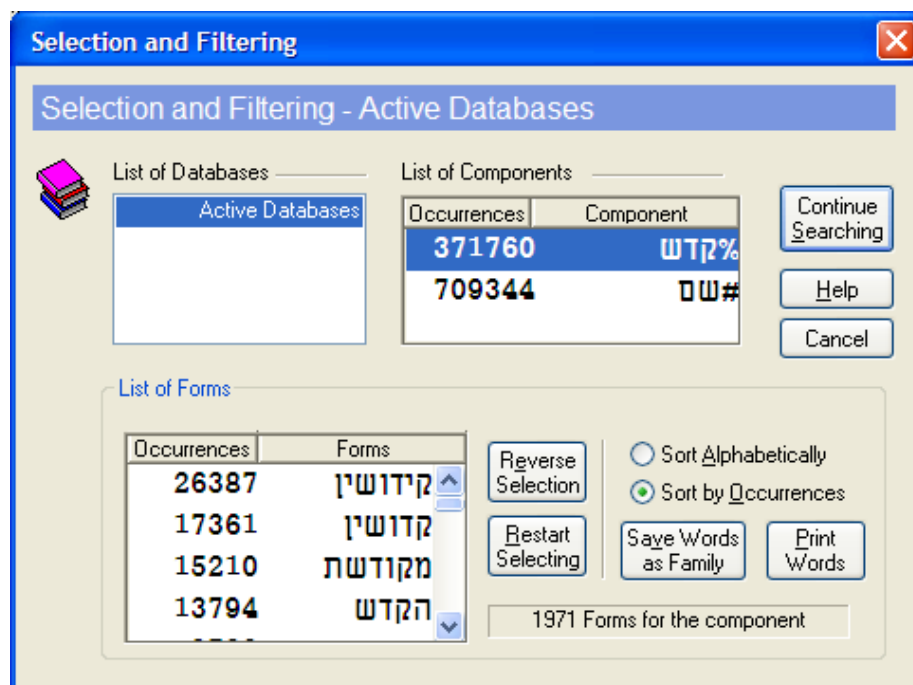 Selection and Filtering
Selection and Filtering - Active Databases
List of Databases
Active Databases
List of Components
Occurrences Component
371760 %קדש
709344 #שם
Continue Searching
Help
Cancel
List of Forms
Occurrences Forms
26387 קידושין
17361 קדושין
15210 מקודשת
13794 הקדש
Reverse Selection
Restart Selecting
Sort Alphabetically
Sort by Occurrences
Save Words as Family
Print Words
1971 Forms for the component